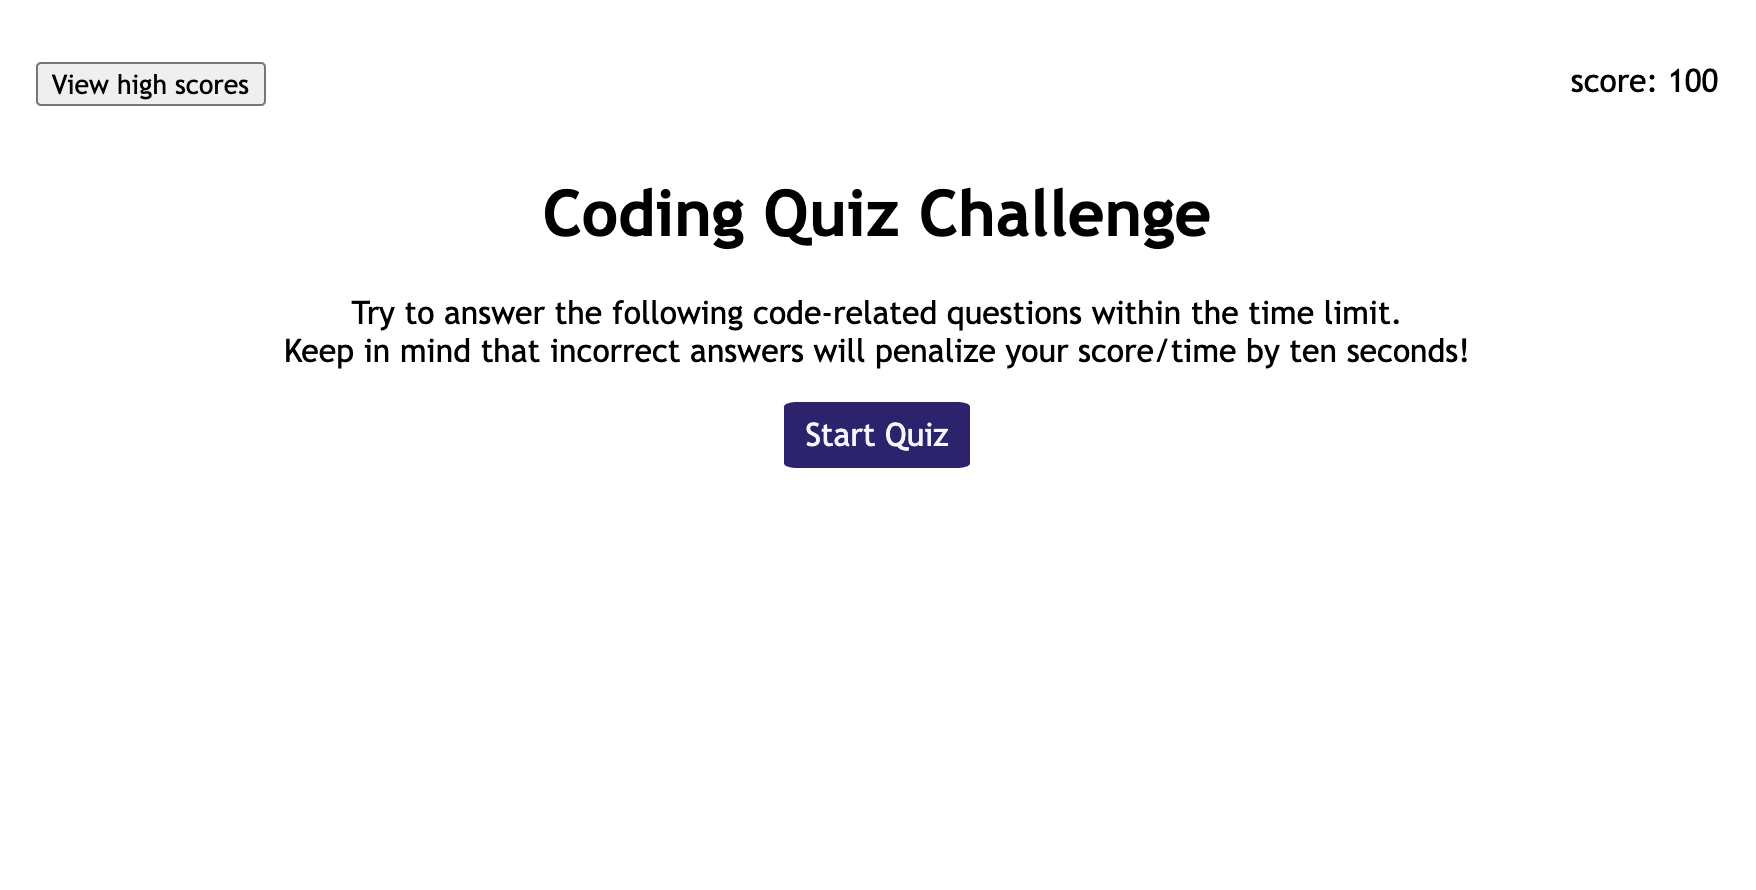 View high scores
score: 100
Coding Quiz Challenge
Try to answer the following code-related questions within the time limit.
Keep in mind that incorrect answers will penalize your score/time by ten seconds!
Start Quiz